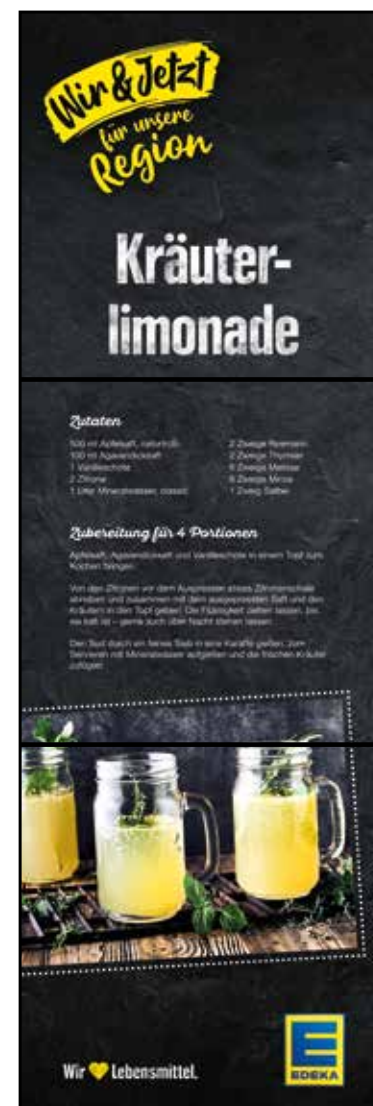 Wir & Jetzt
für unsere
Region
Kräuter-
limonade
Zutaten
500 ml Apfelsaft, naturtrüb
100 ml Agavendicksaft
1 Vanilleschote
2 Zitrone
1 Liter Mineralwasser, classic
2 Zweige Rosmarin
2 Zweige Thymian
6 Zweige Melisse
6 Zweige Minze
1 Zweig Salbei
Zubereitung für 4 Portionen
Apfelsaft, Agavendicksaft und Vanilleschote in einem Topf zum
Kochen bringen.
Von den Zitronen vor dem Auspressen etwas Zitronenschale
abreiben und zusammen mit dem ausgepressten Saft und den
Kräutern in den Topf geben. Die Flüssigkeit ziehen lassen, bis
sie kalt ist – gerne auch über Nacht stehen lassen.
Den Sud durch ein feines Sieb in eine Karaffe gießen, zum
Servieren mit Mineralwasser aufgießen und die frischen Kräuter
zufügen.
Wir Lebensmittel.
EDEKA